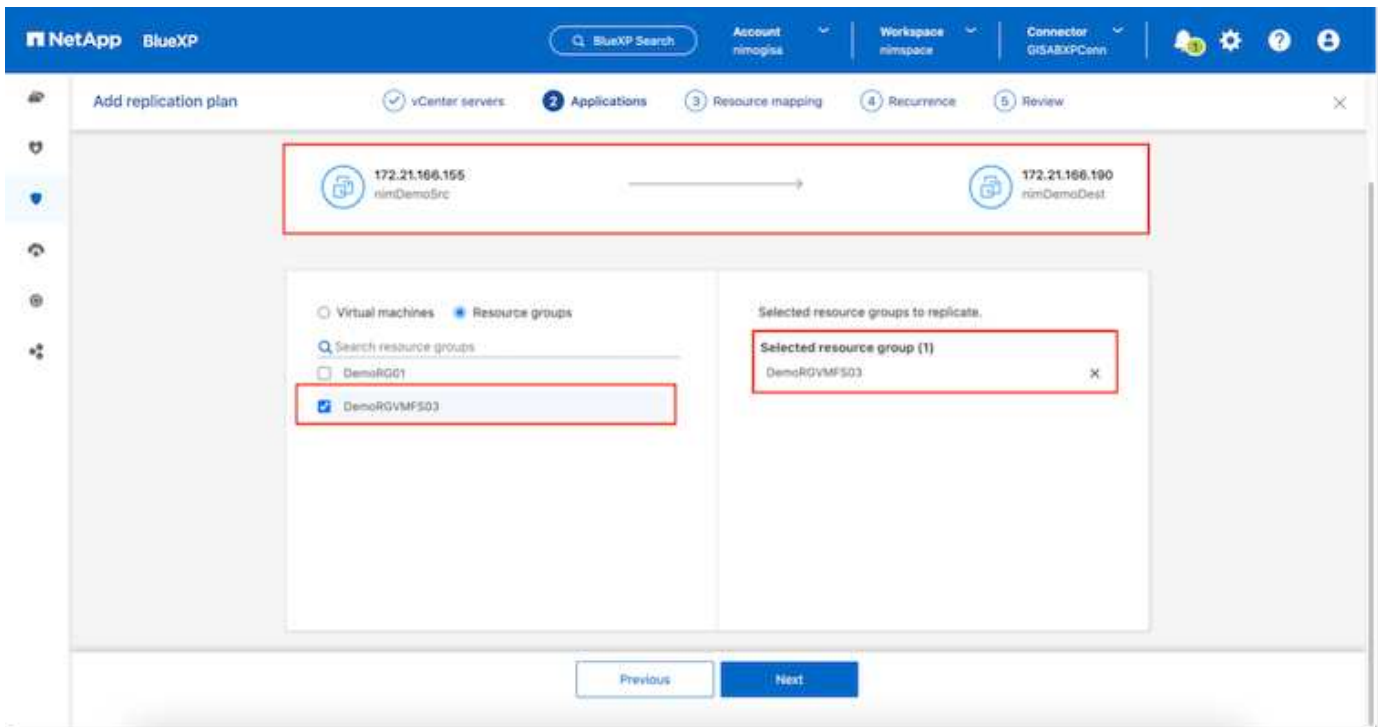 NetApp BlueXP
BlueXP Search
Account
nimogisa
Workspace
nimspace
Connector
GISABXPConn
1
Add replication plan
vCenter servers
2 Applications
3 Resource mapping
4 Recurrence
5 Review
172.21.166.155
nimDemoSrc
172.21.166.190
nimDemoDest
Virtual machines
Resource groups
Search resource groups
DemoRG01
DemoRGVMFS03
Selected resource groups to replicate.
Selected resource group (1)
DemoRGVMFS03
Previous
Next